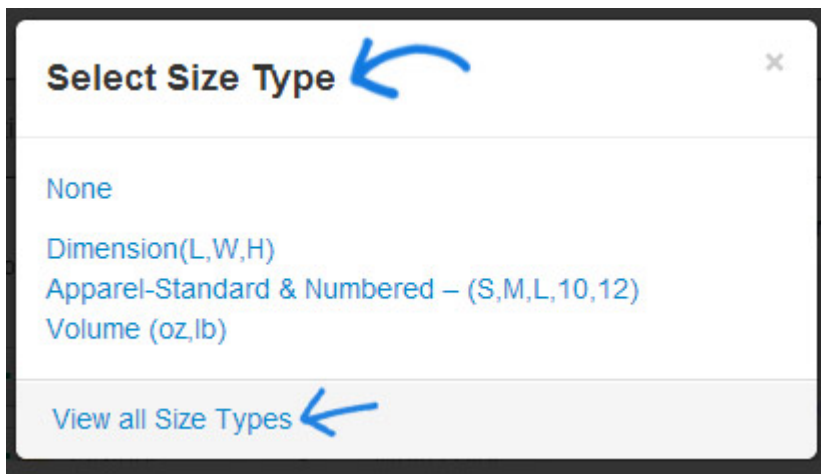 Select Size Type
×
None
Dimension(L,W,H)
Apparel-Standard & Numbered – (S,M,L,10,12)
Volume (oz,lb)
View all Size Types